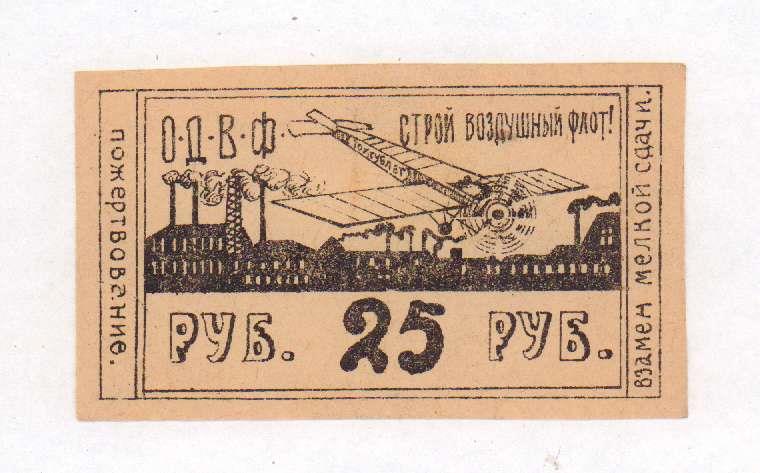 пожертвование.
О·Д·В·Ф
СТРОЙ ВОЗДУШНЫЙ ФЛОТ!
РУБ. 25 РУБ.
взамен мелкой сдачи.